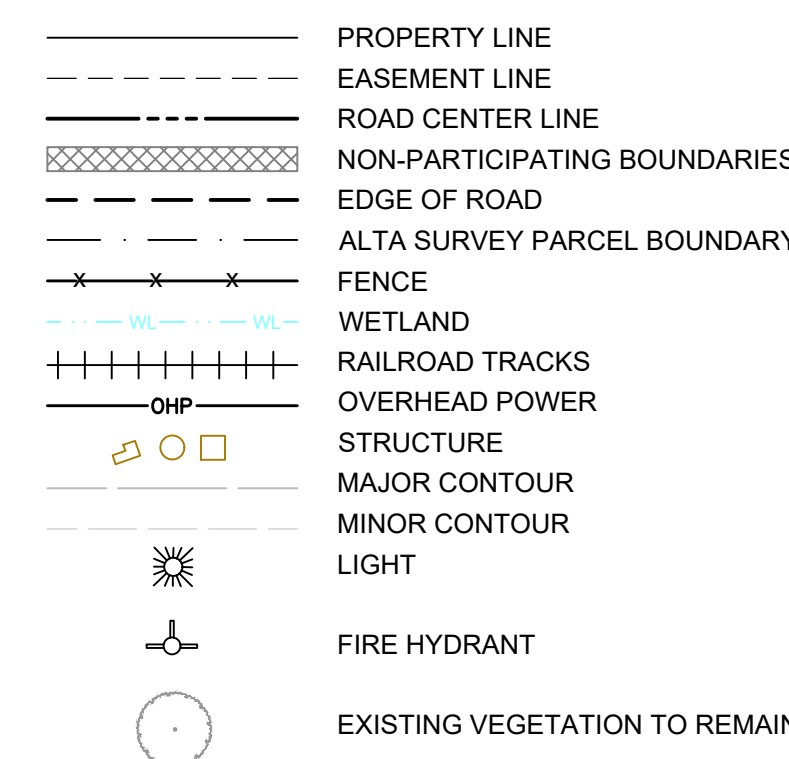 PROPERTY LINE
EASEMENT LINE
ROAD CENTER LINE
NON-PARTICIPATING BOUNDARIES
EDGE OF ROAD
ALTA SURVEY PARCEL BOUNDARY
X X X FENCE
WL WL WETLAND
RAILROAD TRACKS
OHP OVERHEAD POWER
STRUCTURE
MAJOR CONTOUR
MINOR CONTOUR
LIGHT
FIRE HYDRANT
EXISTING VEGETATION TO REMAIN